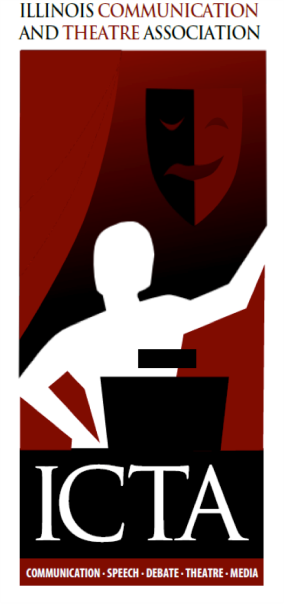 ILLINOIS COMMUNICATION
AND THEATRE ASSOCIATION
ICTA
COMMUNICATION · SPEECH · DEBATE · THEATRE · MEDIA